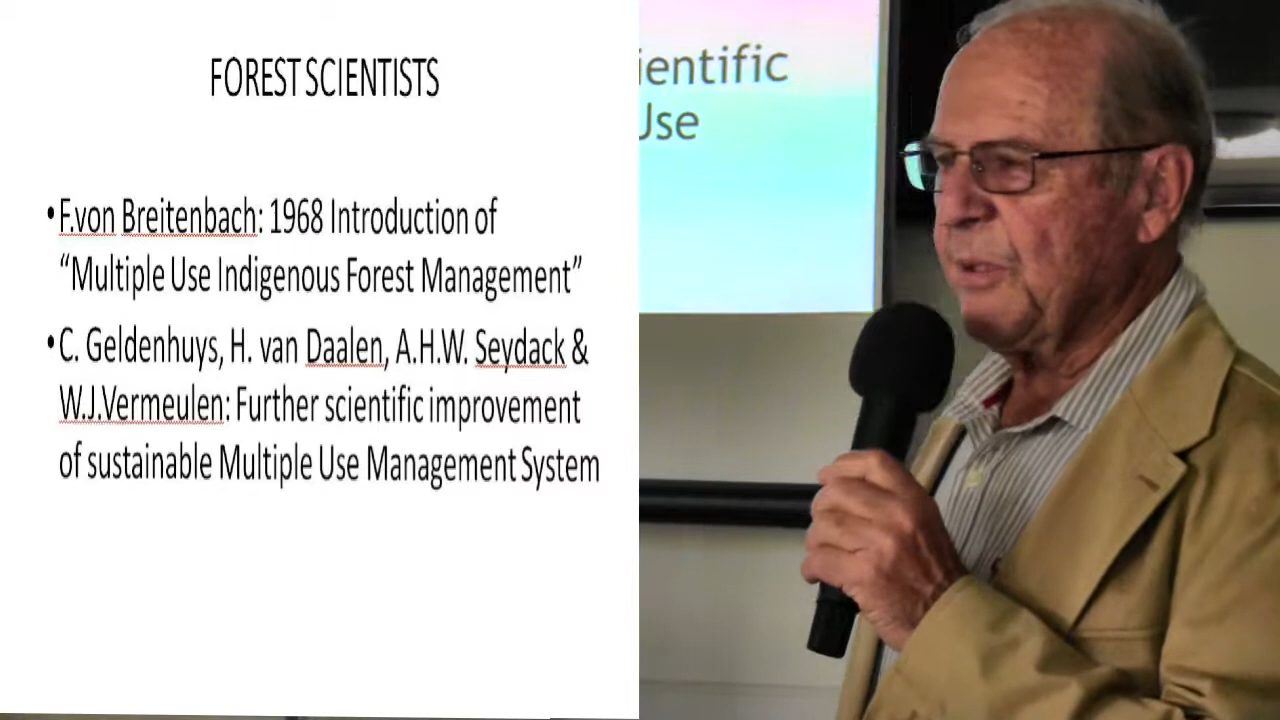 FOREST SCIENTISTS
•F.von Breitenbach: 1968 Introduction of
“Multiple Use Indigenous Forest Management”
•C. Geldenhuys, H. van Daalen, A.H.W. Seydack &
W.J.Vermeulen: Further scientific improvement
of sustainable Multiple Use Management System
ientific
Use